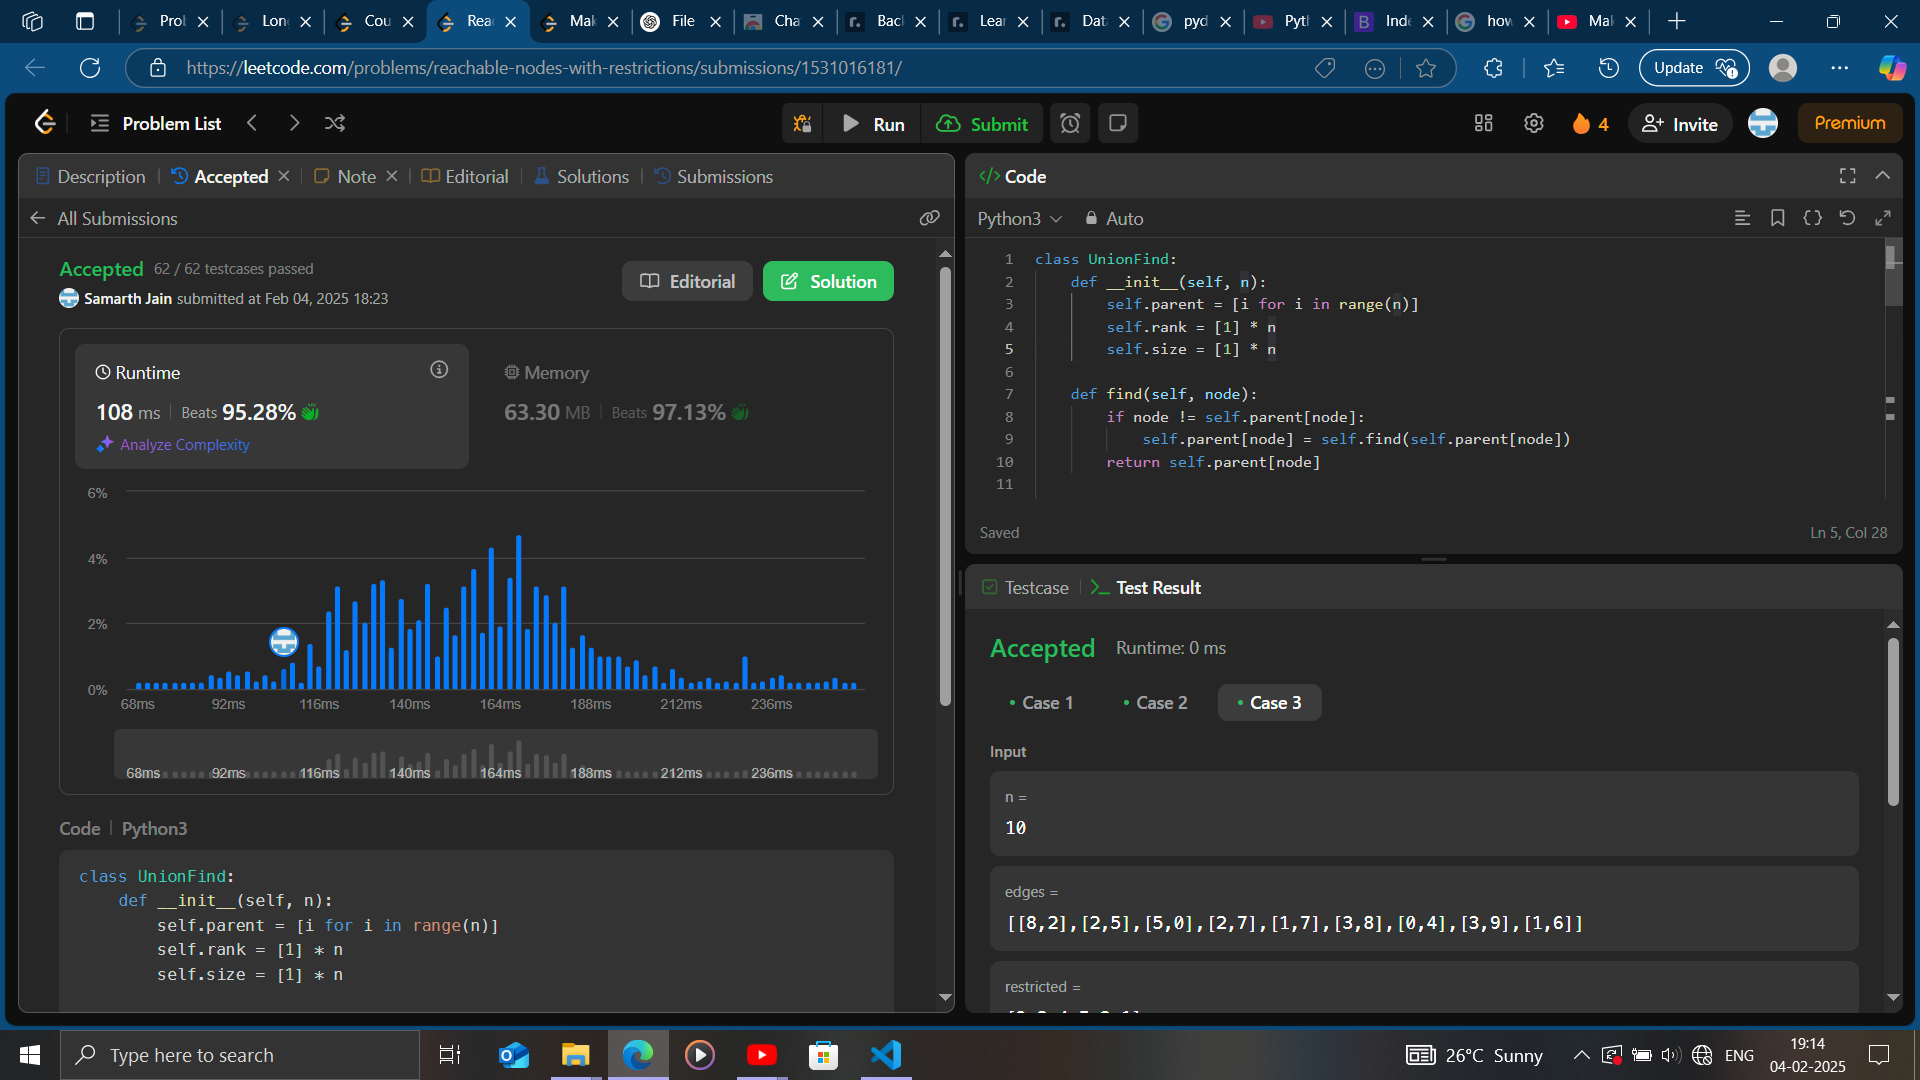 Prob
Long
Cou
Read
Mak
File
Cha
Back
Lear
Data
pyd
Pyth
Inde
how
Mak
https://leetcode.com/problems/reachable-nodes-with-restrictions/submissions/1531016181/
Update
Problem List
Run
Submit
4
Invite
Premium
Description
Accepted
Note
Editorial
Solutions
Submissions
All Submissions
Accepted 62 / 62 testcases passed
Samarth Jain submitted at Feb 04, 2025 18:23
Editorial
Solution
Runtime
108 ms | Beats 95.28%
Analyze Complexity
Memory
63.30 MB | Beats 97.13%
6%
4%
2%
0%
68ms 92ms 116ms 140ms 164ms 188ms 212ms 236ms
68ms 92ms 116ms 140ms 164ms 188ms 212ms 236ms
Code | Python3
class UnionFind:
def __init__(self, n):
self.parent = [i for i in range(n)]
self.rank = [1] * n
self.size = [1] * n
</> Code
Python3
Auto
1 class UnionFind:
2 def __init__(self, n):
3 self.parent = [i for i in range(n)]
4 self.rank = [1] * n
5 self.size = [1] * n
6
7 def find(self, node):
8 if node != self.parent[node]:
9 self.parent[node] = self.find(self.parent[node])
10 return self.parent[node]
11
Saved
Ln 5, Col 28
Testcase
Test Result
Accepted Runtime: 0 ms
Case 1
Case 2
Case 3
Input
n =
10
edges =
[[8,2],[2,5],[5,0],[2,7],[1,7],[3,8],[0,4],[3,9],[1,6]]
restricted =
Type here to search
26°C Sunny
ENG
19:14
04-02-2025